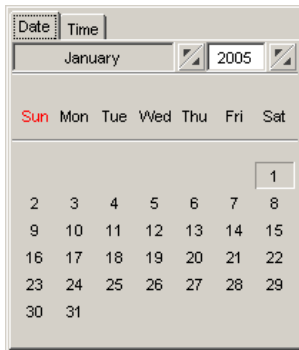 Date Time
January 2005
Sun Mon Tue Wed Thu Fri Sat
1
2 3 4 5 6 7 8
9 10 11 12 13 14 15
16 17 18 19 20 21 22
23 24 25 26 27 28 29
30 31